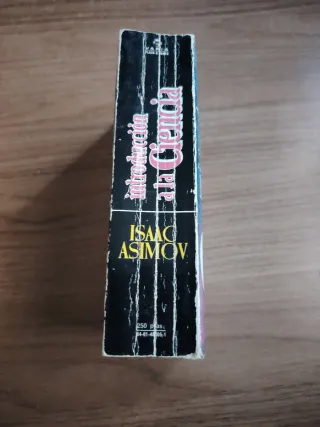 introducción
a la Ciencia
ISAAC
ASIMOV
250 ptas.